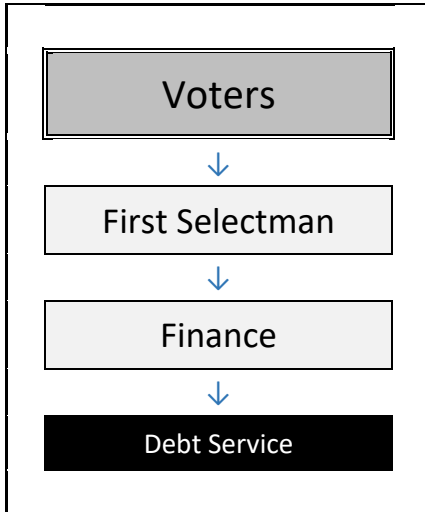 Voters
↓
First Selectman
↓
Finance
↓
Debt Service